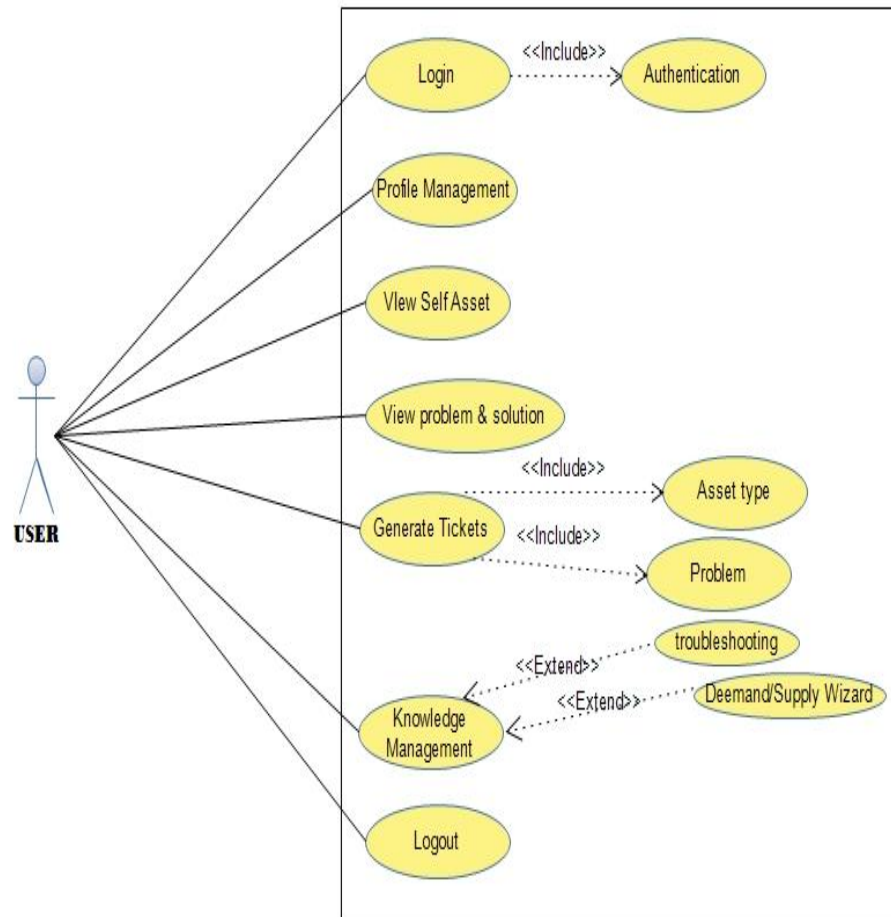 <<Include>>
Login
Authentication
Profile Management
VIew Self Asset
View problem & solution
<<Include>>
Asset type
USER
Generate Tickets
<<Include>>
Problem
troubleshooting
<<Extend>>
Deemand/Supply Wizard
<<Extend>>
Knowledge
Management
Logout